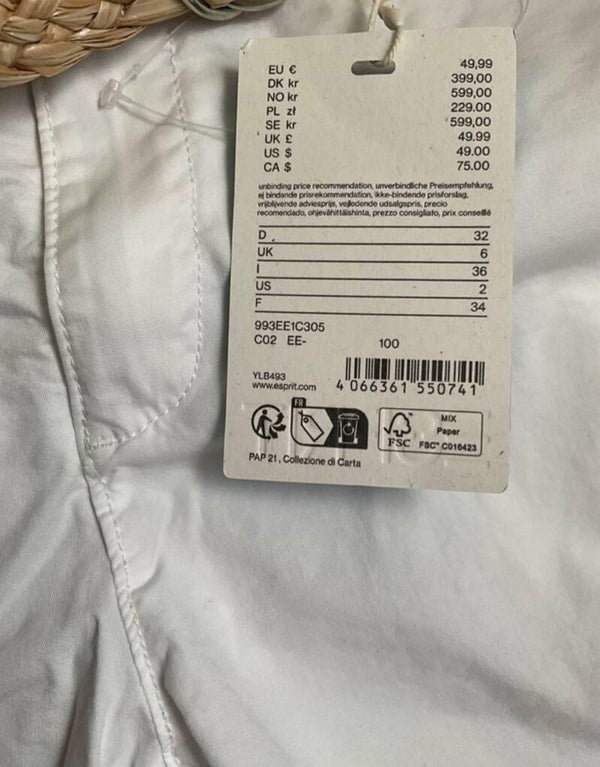 EU € 49,99
DK kr 399,00
NO kr 599,00
PL zł 229.00
SE kr 599,00
UK £ 49.99
US $ 49.00
CA $ 75.00
unbinding price recommendation, unverbindliche Preisempfehlung,
ej bindande prisrekommendation, ikke-bindende prisforslag,
vrijblijvende adviesprijs, vejledende udsalgspris, precio
recomendado, ohjevähittäishinta, prezzo consigliato, prix conseillé
D 32
UK 6
I 36
US 2
F 34
993EE1C305
C02 EE- 100
YLB493
www.esprit.com
4 066361 550741
FR
FSC
MIX
Paper
FSC™ C016423
PAP 21, Collezione di Carta